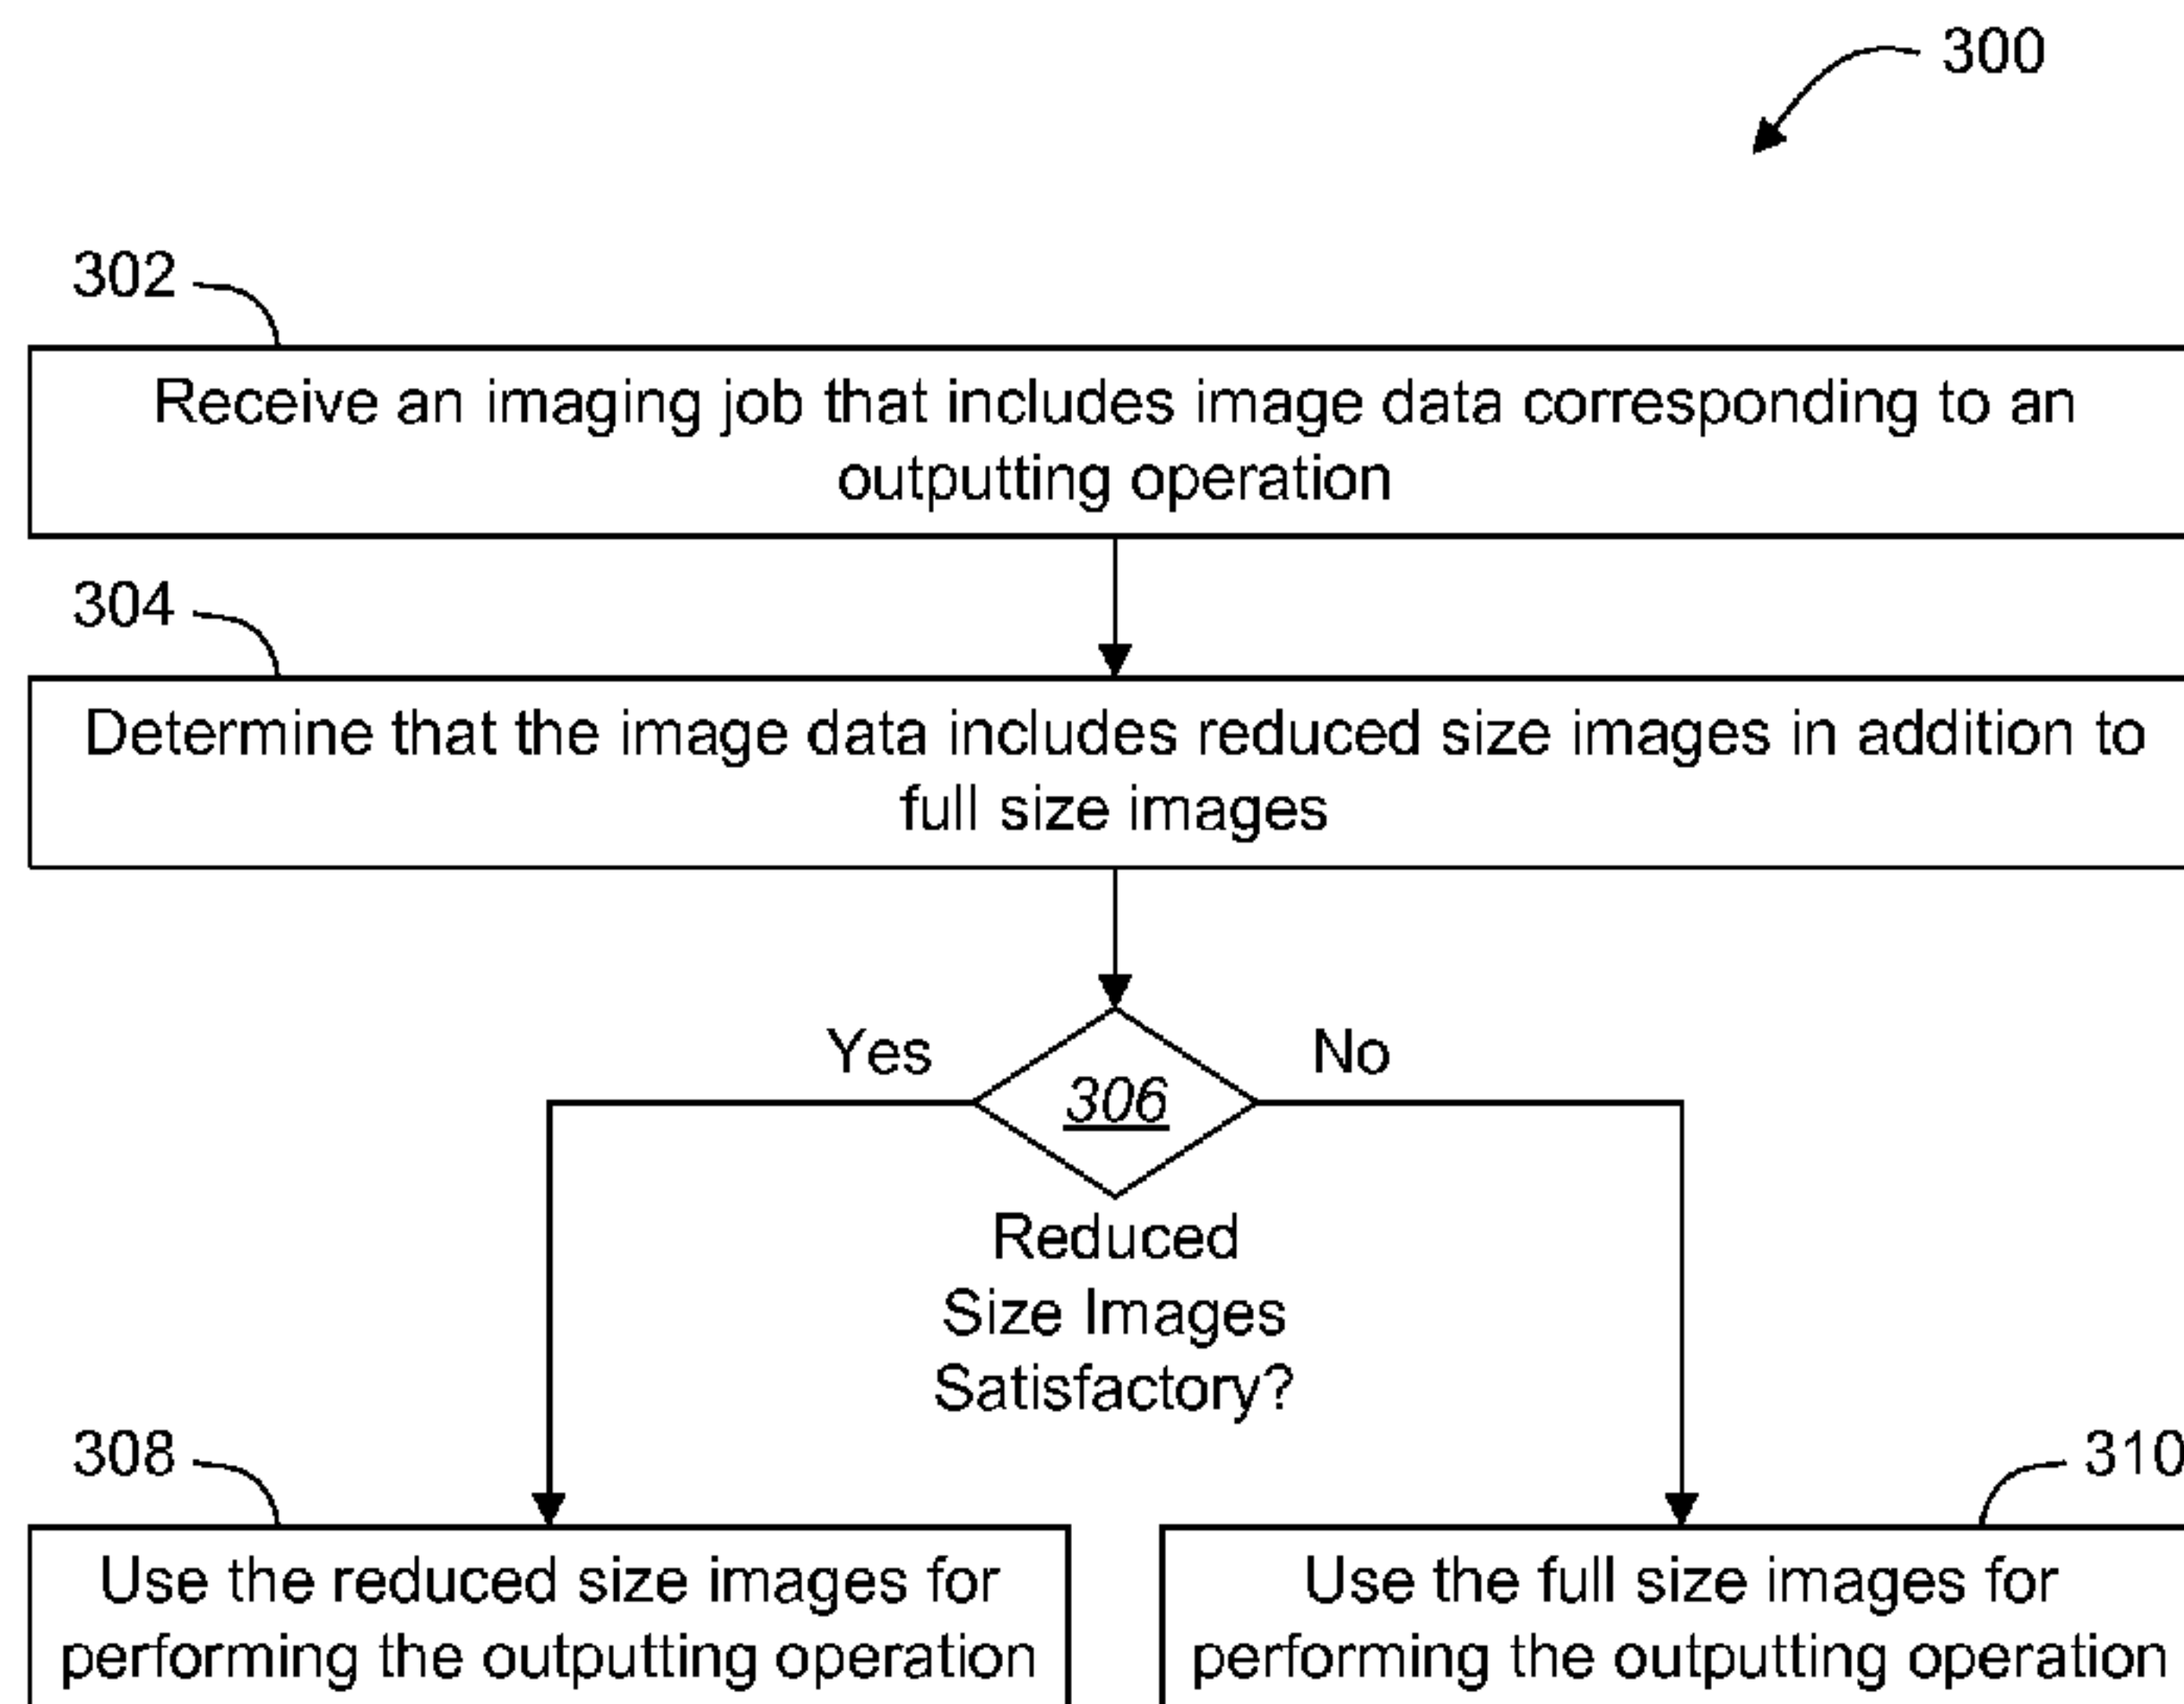 300
302
Receive an imaging job that includes image data corresponding to an
outputting operation
304
Determine that the image data includes reduced size images in addition to
full size images
Yes
306
No
Reduced
Size Images
Satisfactory?
308
310
Use the reduced size images for
performing the outputting operation
Use the full size images for
performing the outputting operation